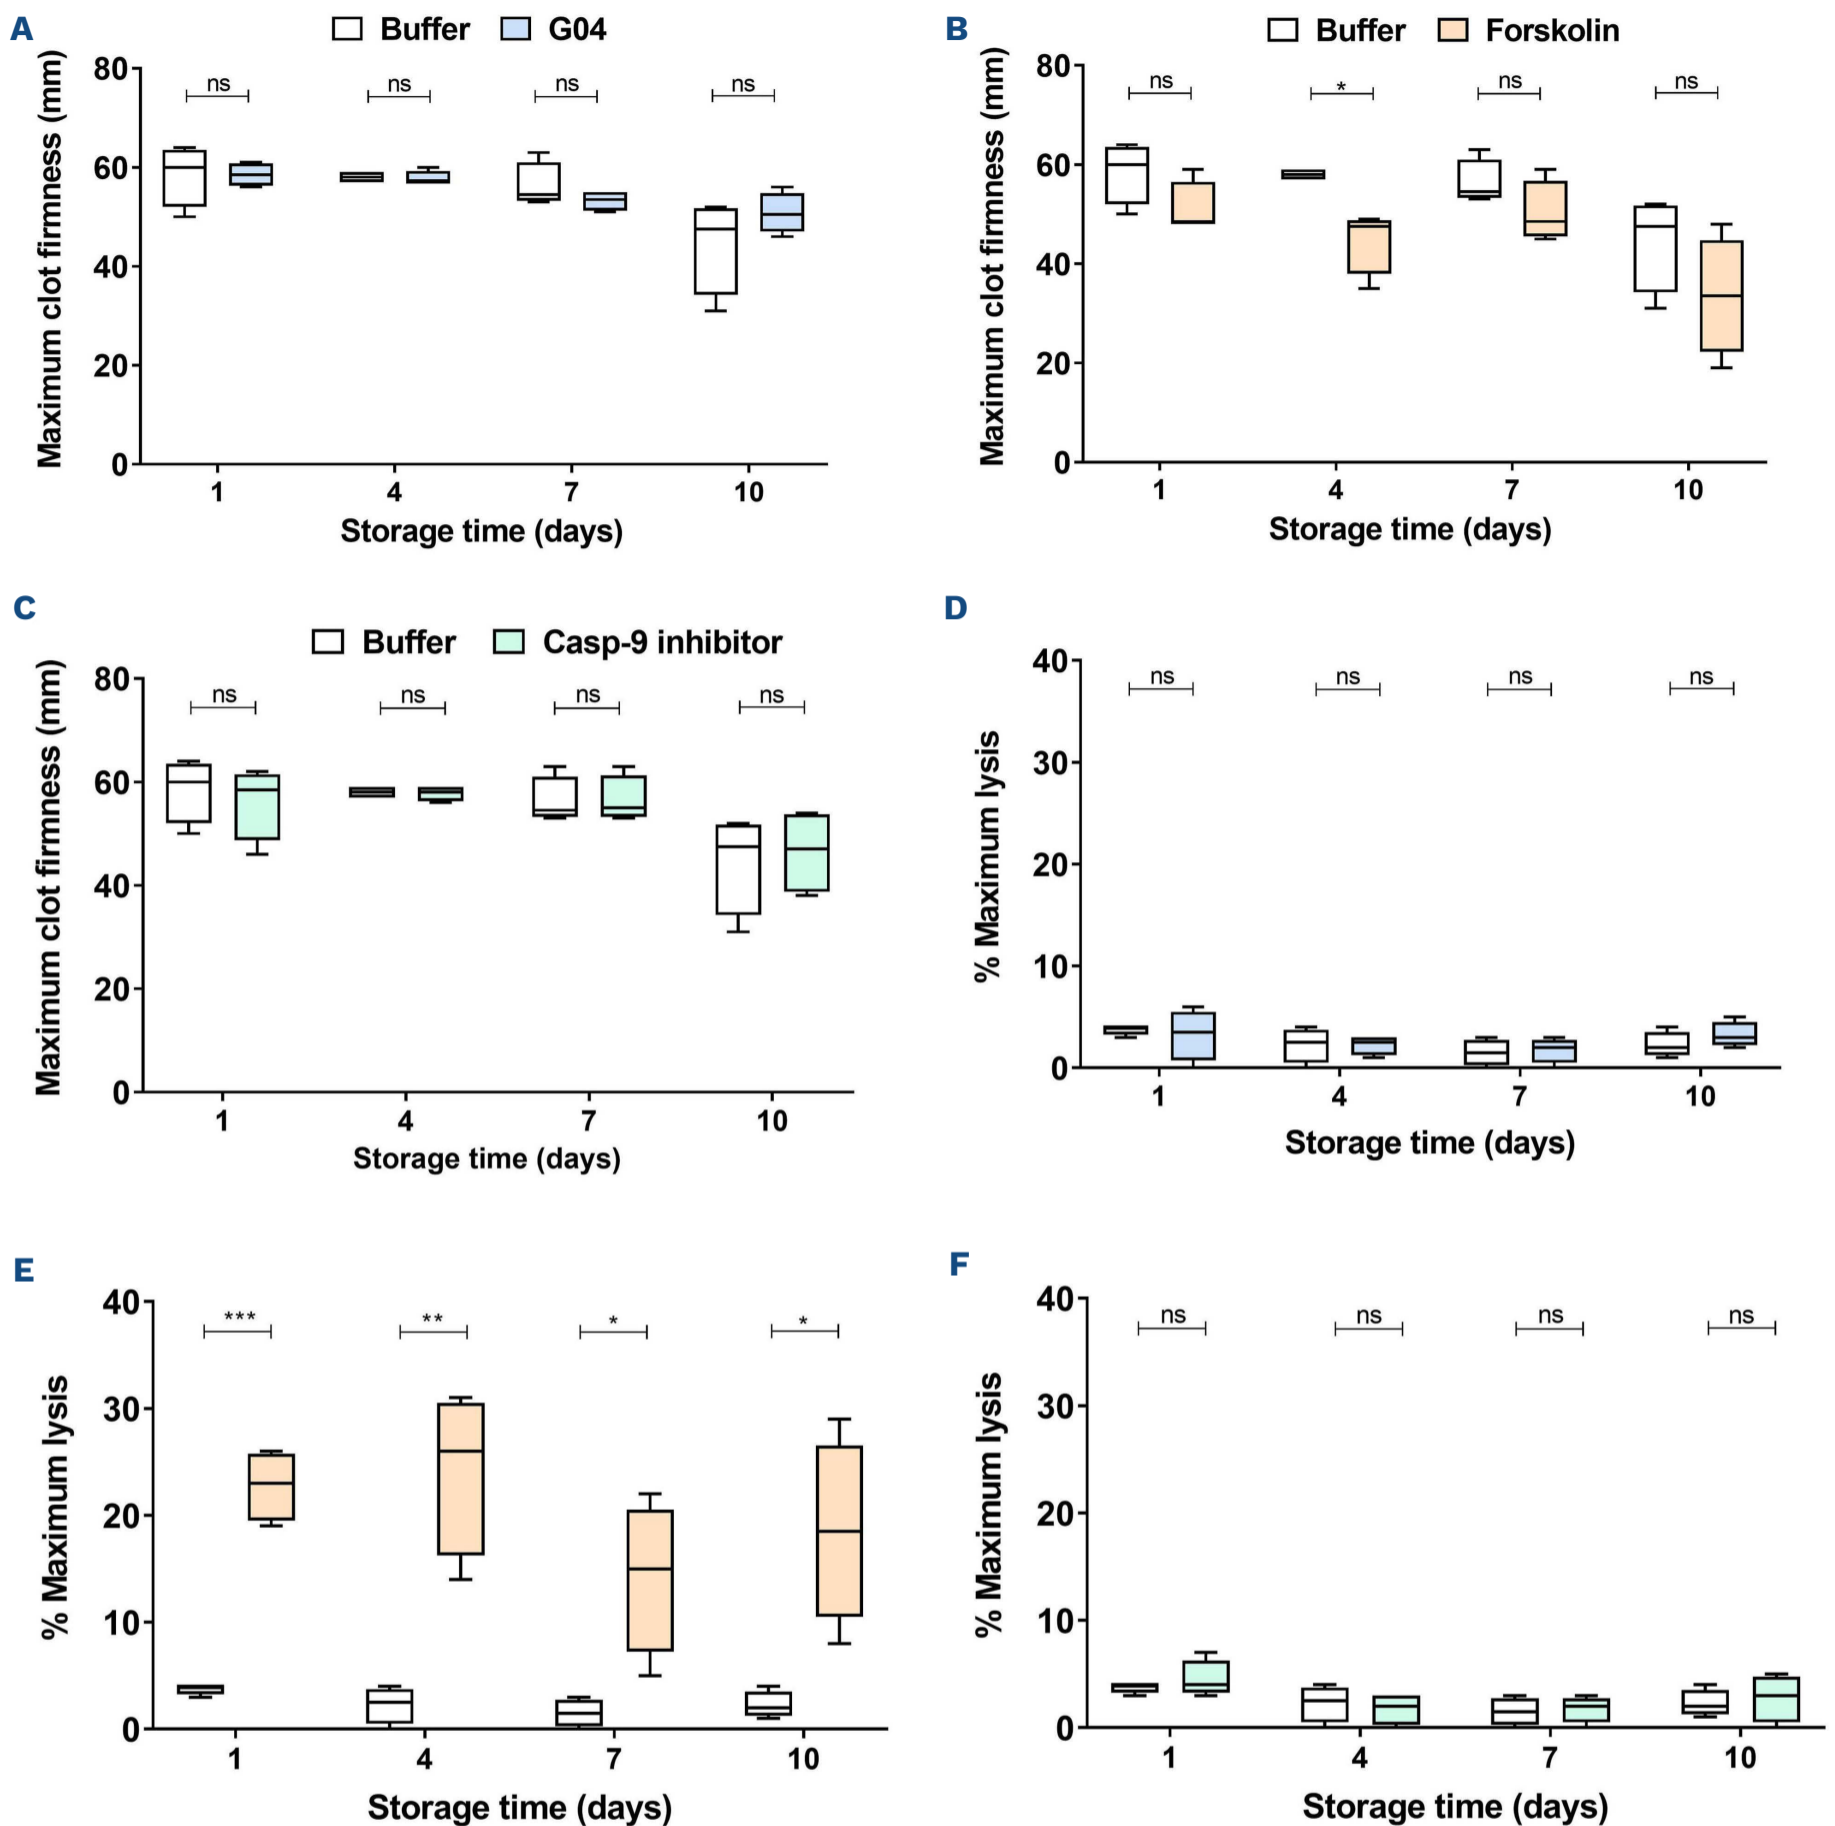 A
Buffer G04
Maximum clot firmness (mm)
80
60
40
20
0
ns ns ns ns
1 4 7 10
Storage time (days)
B
Buffer Forskolin
Maximum clot firmness (mm)
80
60
40
20
0
ns * ns ns
1 4 7 10
Storage time (days)
C
Buffer Casp-9 inhibitor
Maximum clot firmness (mm)
80
60
40
20
0
ns ns ns ns
1 4 7 10
Storage time (days)
D
% Maximum lysis
40
30
20
10
0
ns ns ns ns
1 4 7 10
Storage time (days)
E
% Maximum lysis
40
30
20
10
0
*** ** * *
1 4 7 10
Storage time (days)
F
% Maximum lysis
40
30
20
10
0
ns ns ns ns
1 4 7 10
Storage time (days)